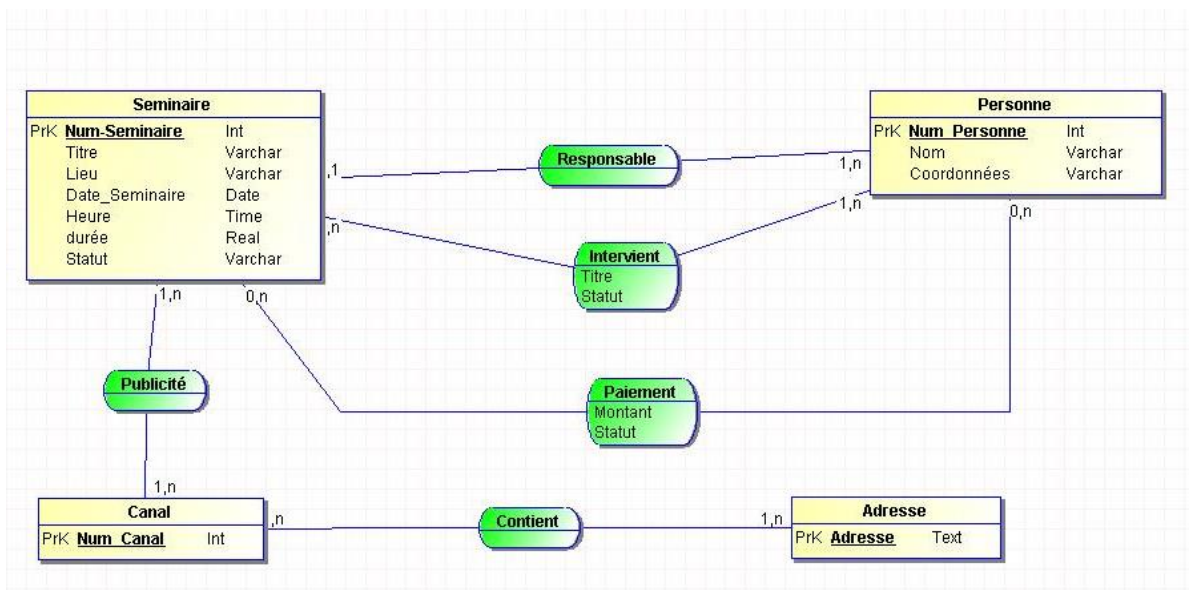 Seminaire
PrK Num-Seminaire Int
Titre Varchar
Lieu Varchar
Date_Seminaire Date
Heure Time
durée Real
Statut Varchar
Personne
PrK Num_Personne Int
Nom Varchar
Coordonnées Varchar
,1
Responsable
1,n
,n
Intervient
Titre
Statut
1,n
0,n
1,n
0,n
Publicité
Paiement
Montant
Statut
1,n
Canal
PrK Num_Canal Int
,n
Contient
1,n
Adresse
PrK Adresse Text